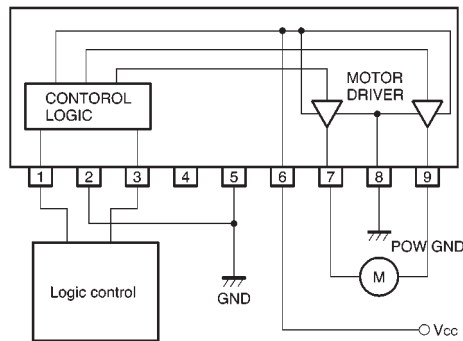 CONTOROL
LOGIC
MOTOR
DRIVER
1
2
3
4
5
6
7
8
9
Logic control
GND
POW GND
M
Vcc